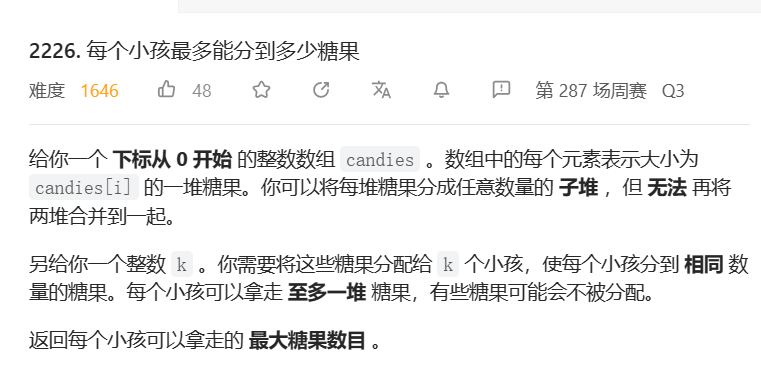 2226. 每个小孩最多能分到多少糖果
难度 1646 48 第 287 场周赛 Q3
给你一个 下标从 0 开始 的整数数组 candies 。数组中的每个元素表示大小为
candies[i] 的一堆糖果。你可以将每堆糖果分成任意数量的 子堆 ，但 无法 再将
两堆合并到一起。
另给你一个整数 k 。你需要将这些糖果分配给 k 个小孩，使每个小孩分到 相同 数
量的糖果。每个小孩可以拿走 至多一堆 糖果，有些糖果可能会不被分配。
返回每个小孩可以拿走的 最大糖果数目 。